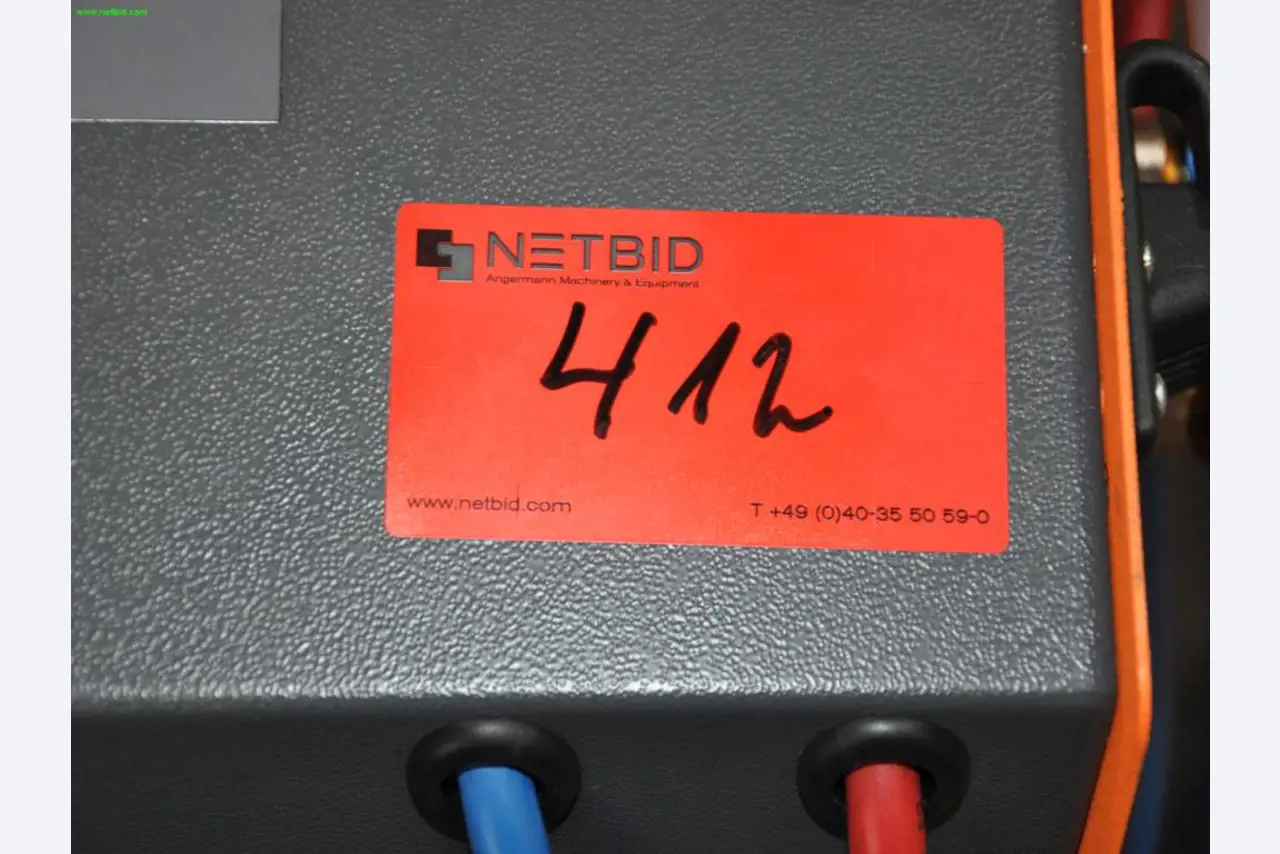 www.netbid.com
NETBID
Angermann Machinery & Equipment
412
www.netbid.com
T +49 (0)40-35 50 59-0